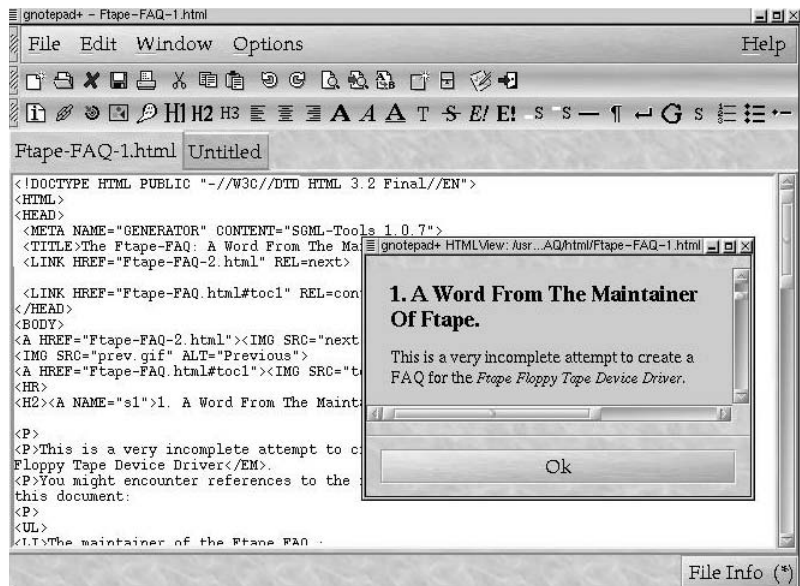 gnotepad+ - Ftape-FAQ-1.html
File Edit Window Options Help
H1 H2 H3 A A A T S E! E! S S G S
Ftape-FAQ-1.html Untitled
<!DOCTYPE HTML PUBLIC "-//W3C//DTD HTML 3.2 Final//EN">
<HTML>
<HEAD>
<META NAME="GENERATOR" CONTENT="SGML-Tools 1.0.7">
<TITLE>The Ftape-FAQ: A Word From The Ma
<LINK HREF="Ftape-FAQ-2.html" REL=next>
<LINK HREF="Ftape-FAQ.html#toc1" REL=con
</HEAD>
<BODY>
<A HREF="Ftape-FAQ-2.html"><IMG SRC="next
<IMG SRC="prev.gif" ALT="Previous">
<A HREF="Ftape-FAQ.html#toc1"><IMG SRC="t
<HR>
<H2><A NAME="s1">1. A Word From The Maint
<P>
<P>This is a very incomplete attempt to c
Floppy Tape Device Driver</EM>.
<P>You might encounter references to the
this document:
<P>
<UL>
<LI>The maintainer of the Ftape FAQ :
gnotepad+ HTMLView: /usr...AQ/html/Ftape-FAQ-1.html
1. A Word From The Maintainer
Of Ftape.
This is a very incomplete attempt to create a
FAQ for the Ftape Floppy Tape Device Driver.
Ok
File Info (*)